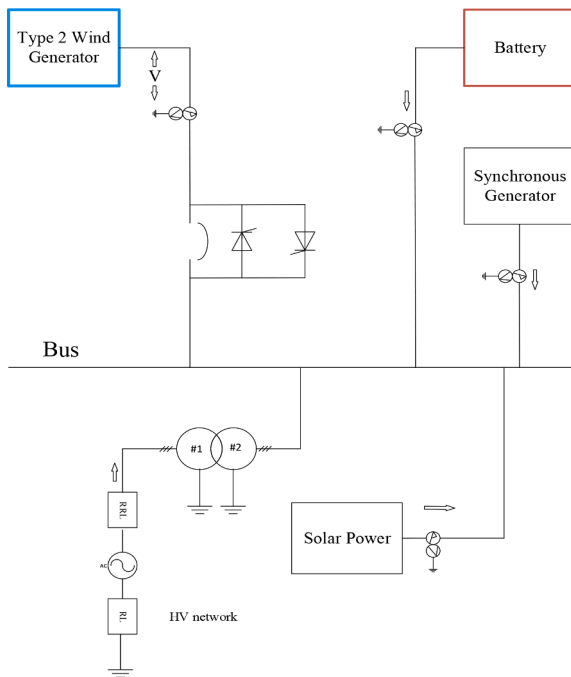 Type 2 Wind
Generator
Battery
V
Synchronous
Generator
Bus
#1
#2
RRL
Solar Power
AC
RL
HV network